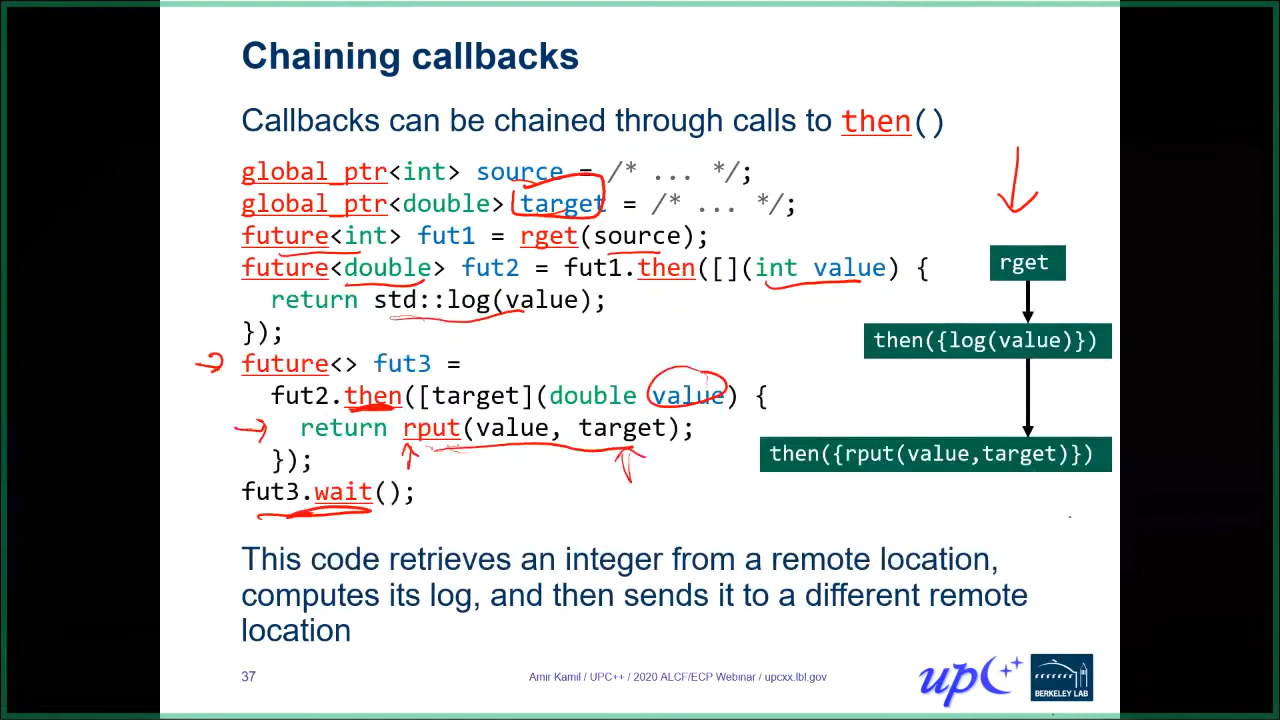 Chaining callbacks
Callbacks can be chained through calls to then()
global_ptr<int> source = /* ... */;
global_ptr<double> target = /* ... */;
future<int> fut1 = rget(source);
future<double> fut2 = fut1.then([](int value) {
return std::log(value);
});
future<> fut3 =
fut2.then([target](double value) {
return rput(value, target);
});
fut3.wait();
rget
then({log(value)})
then({rput(value,target)})
This code retrieves an integer from a remote location,
computes its log, and then sends it to a different remote
location
37
Amir Kamil / UPC++ / 2020 ALCF/ECP Webinar / upcxx.lbl.gov
upC++
BERKELEY LAB